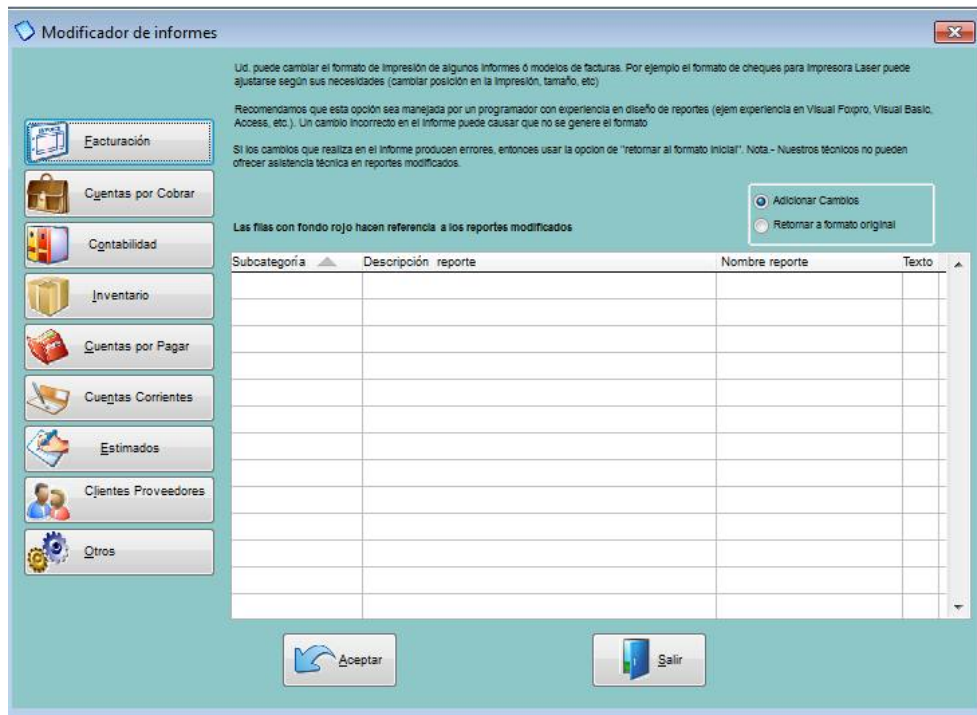 Modificador de informes
Ud. puede cambiar el formato de impresión de algunos informes ó modelos de facturas. Por ejemplo el formato de cheques para impresora Laser puede
ajustarse según sus necesidades (cambiar posición en la impresión, tamaño, etc)
Recomendamos que esta opción sea manejada por un programador con experiencia en diseño de reportes (ejem experiencia en Visual Foxpro, Visual Basic,
Access, etc.). Un cambio incorrecto en el informe puede causar que no se genere el formato
Si los cambios que realiza en el informe producen errores, entonces usar la opcion de "retornar al formato inicial". Nota.- Nuestros técnicos no pueden
ofrecer asistencia técnica en reportes modificados.
Facturación
Cuentas por Cobrar
Contabilidad
Inventario
Cuentas por Pagar
Cuentas Corrientes
Estimados
Clientes Proveedores
Otros
Adicionar Cambios
Retornar a formato original
Las filas con fondo rojo hacen referencia a los reportes modificados
Subcategoría Descripción reporte Nombre reporte Texto
Aceptar
Salir